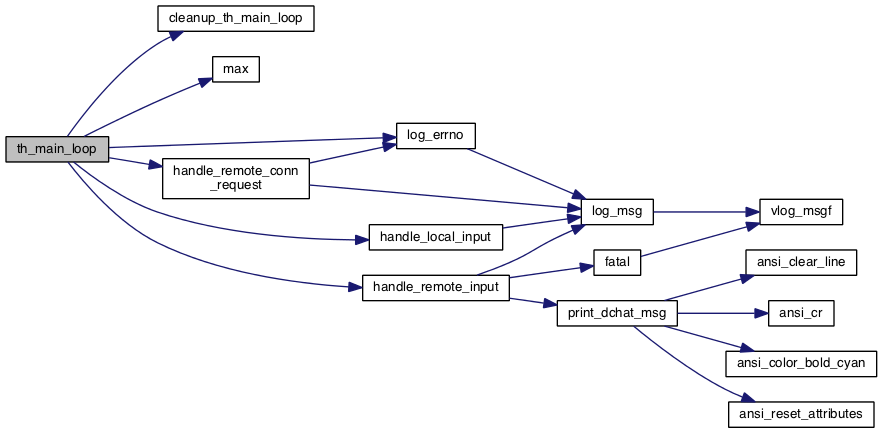 cleanup_th_main_loop
max
th_main_loop
log_errno
handle_remote_conn
_request
log_msg
vlog_msgf
handle_local_input
fatal
ansi_clear_line
handle_remote_input
print_dchat_msg
ansi_cr
ansi_color_bold_cyan
ansi_reset_attributes